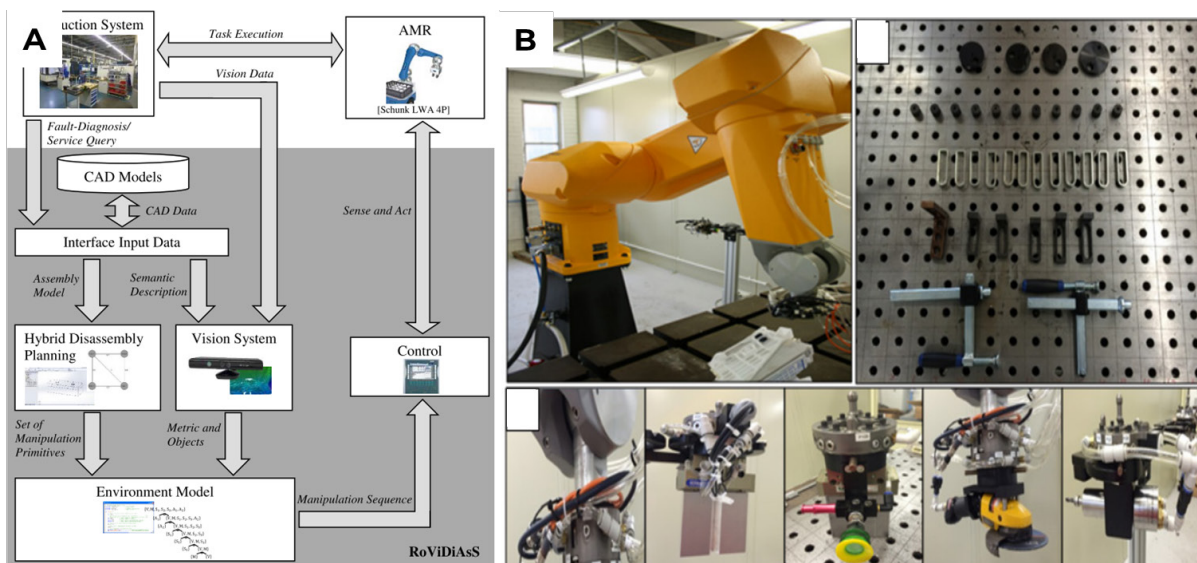 A
uction System
Task Execution
AMR
[Schunk LWA 4P]
Vision Data
Fault-Diagnosis/
Service Query
CAD Models
CAD Data
Sense and Act
Interface Input Data
Assembly
Model
Semantic
Description
Hybrid Disassembly
Planning
Vision System
Control
Set of
Manipulation
Primitives
Metric and
Objects
Environment Model
Manipulation Sequence
RoViDiAsS
B